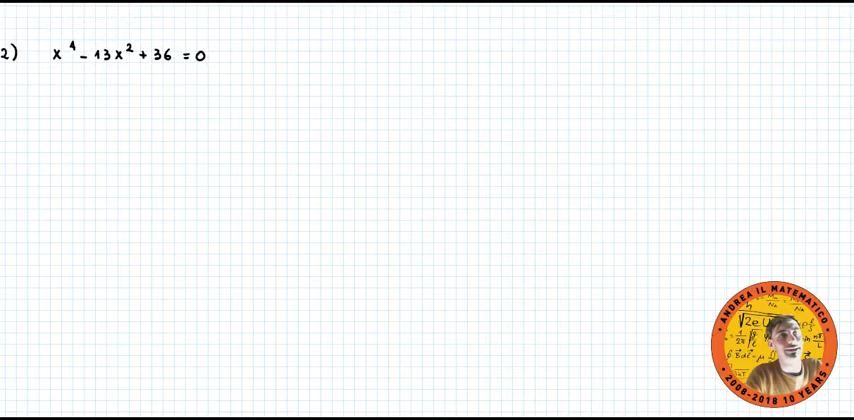 2) x⁴ - 13x² + 36 = 0
ANDREA IL MATEMATICO
2008-2018 10 YEARS